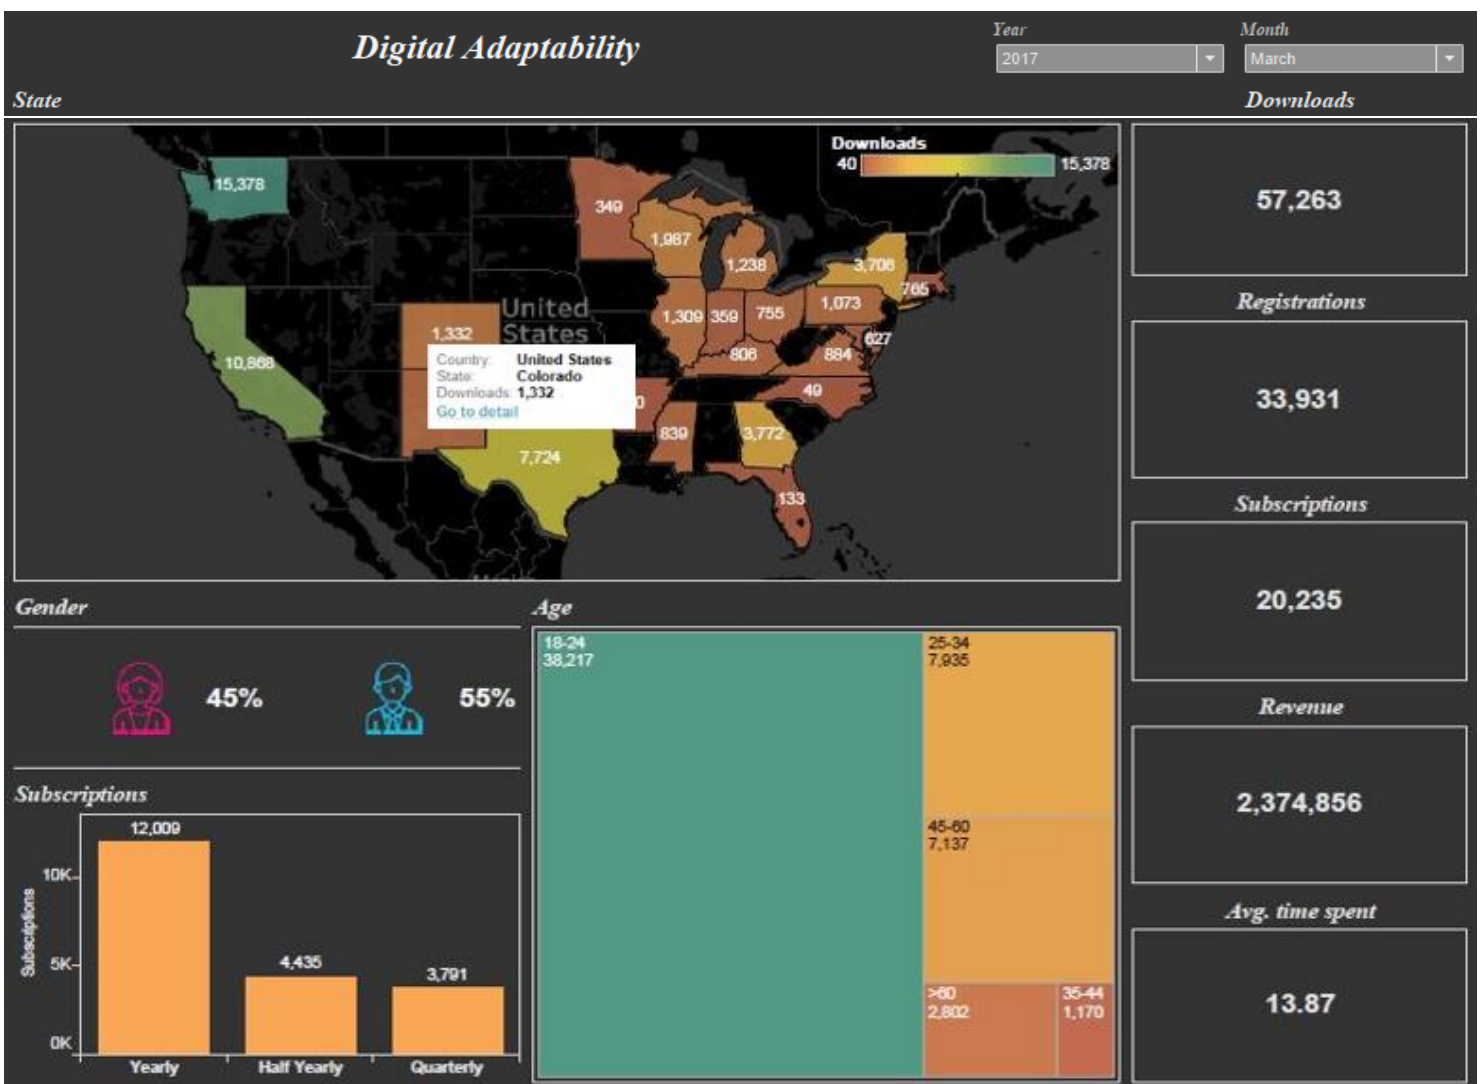 Digital Adaptability
Year
2017
Month
March
State
Downloads
Downloads
40
15,378
15,378
349
1,987
1,238
3,706
765
1,073
1,309
359
755
627
806
884
49
839
3,772
133
7,724
10,868
1,332
United
States
Country: United States
State: Colorado
Downloads: 1,332
Go to detail
0
57,263
Registrations
33,931
Subscriptions
20,235
Revenue
2,374,856
Avg. time spent
13.87
Gender
45%
55%
Age
18-24
38,217
25-34
7,935
45-60
7,137
>60
2,802
35-44
1,170
Subscriptions
Subscriptions
10K
5K
0K
12,009
4,435
3,791
Yearly
Half Yearly
Quarterly